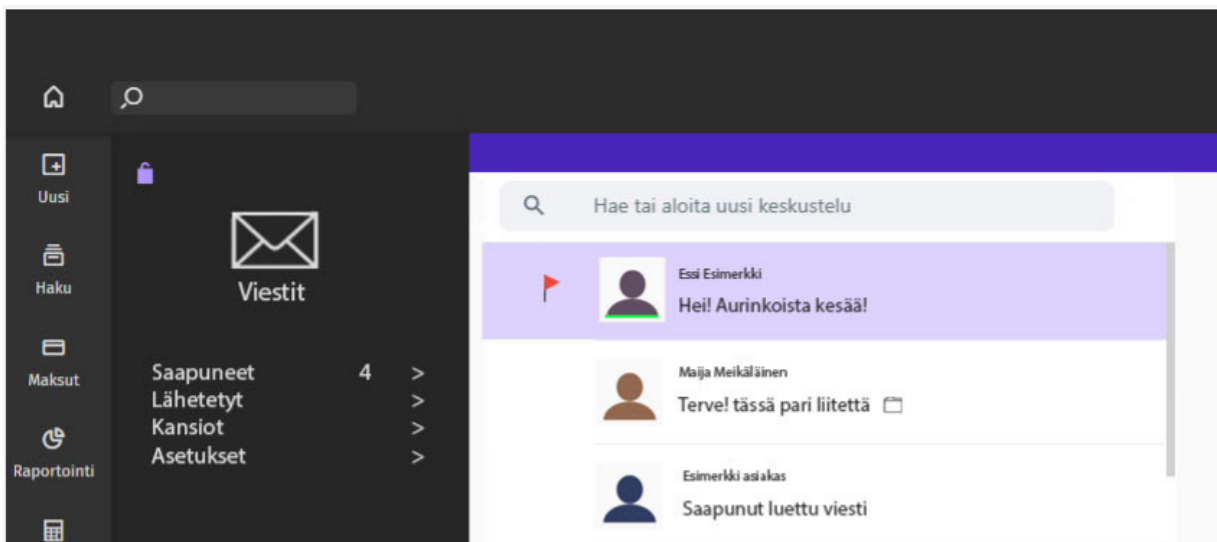 Uusi
Haku
Maksut
Raportointi
Viestit
Saapuneet 4 >
Lähetetyt >
Kansiot >
Asetukset >
Hae tai aloita uusi keskustelu
Essi Esimerkki
Hei! Aurinkoista kesää!
Maija Meikäläinen
Terve! tässä pari liitettä
Esimerkki asiakas
Saapunut luettu viesti